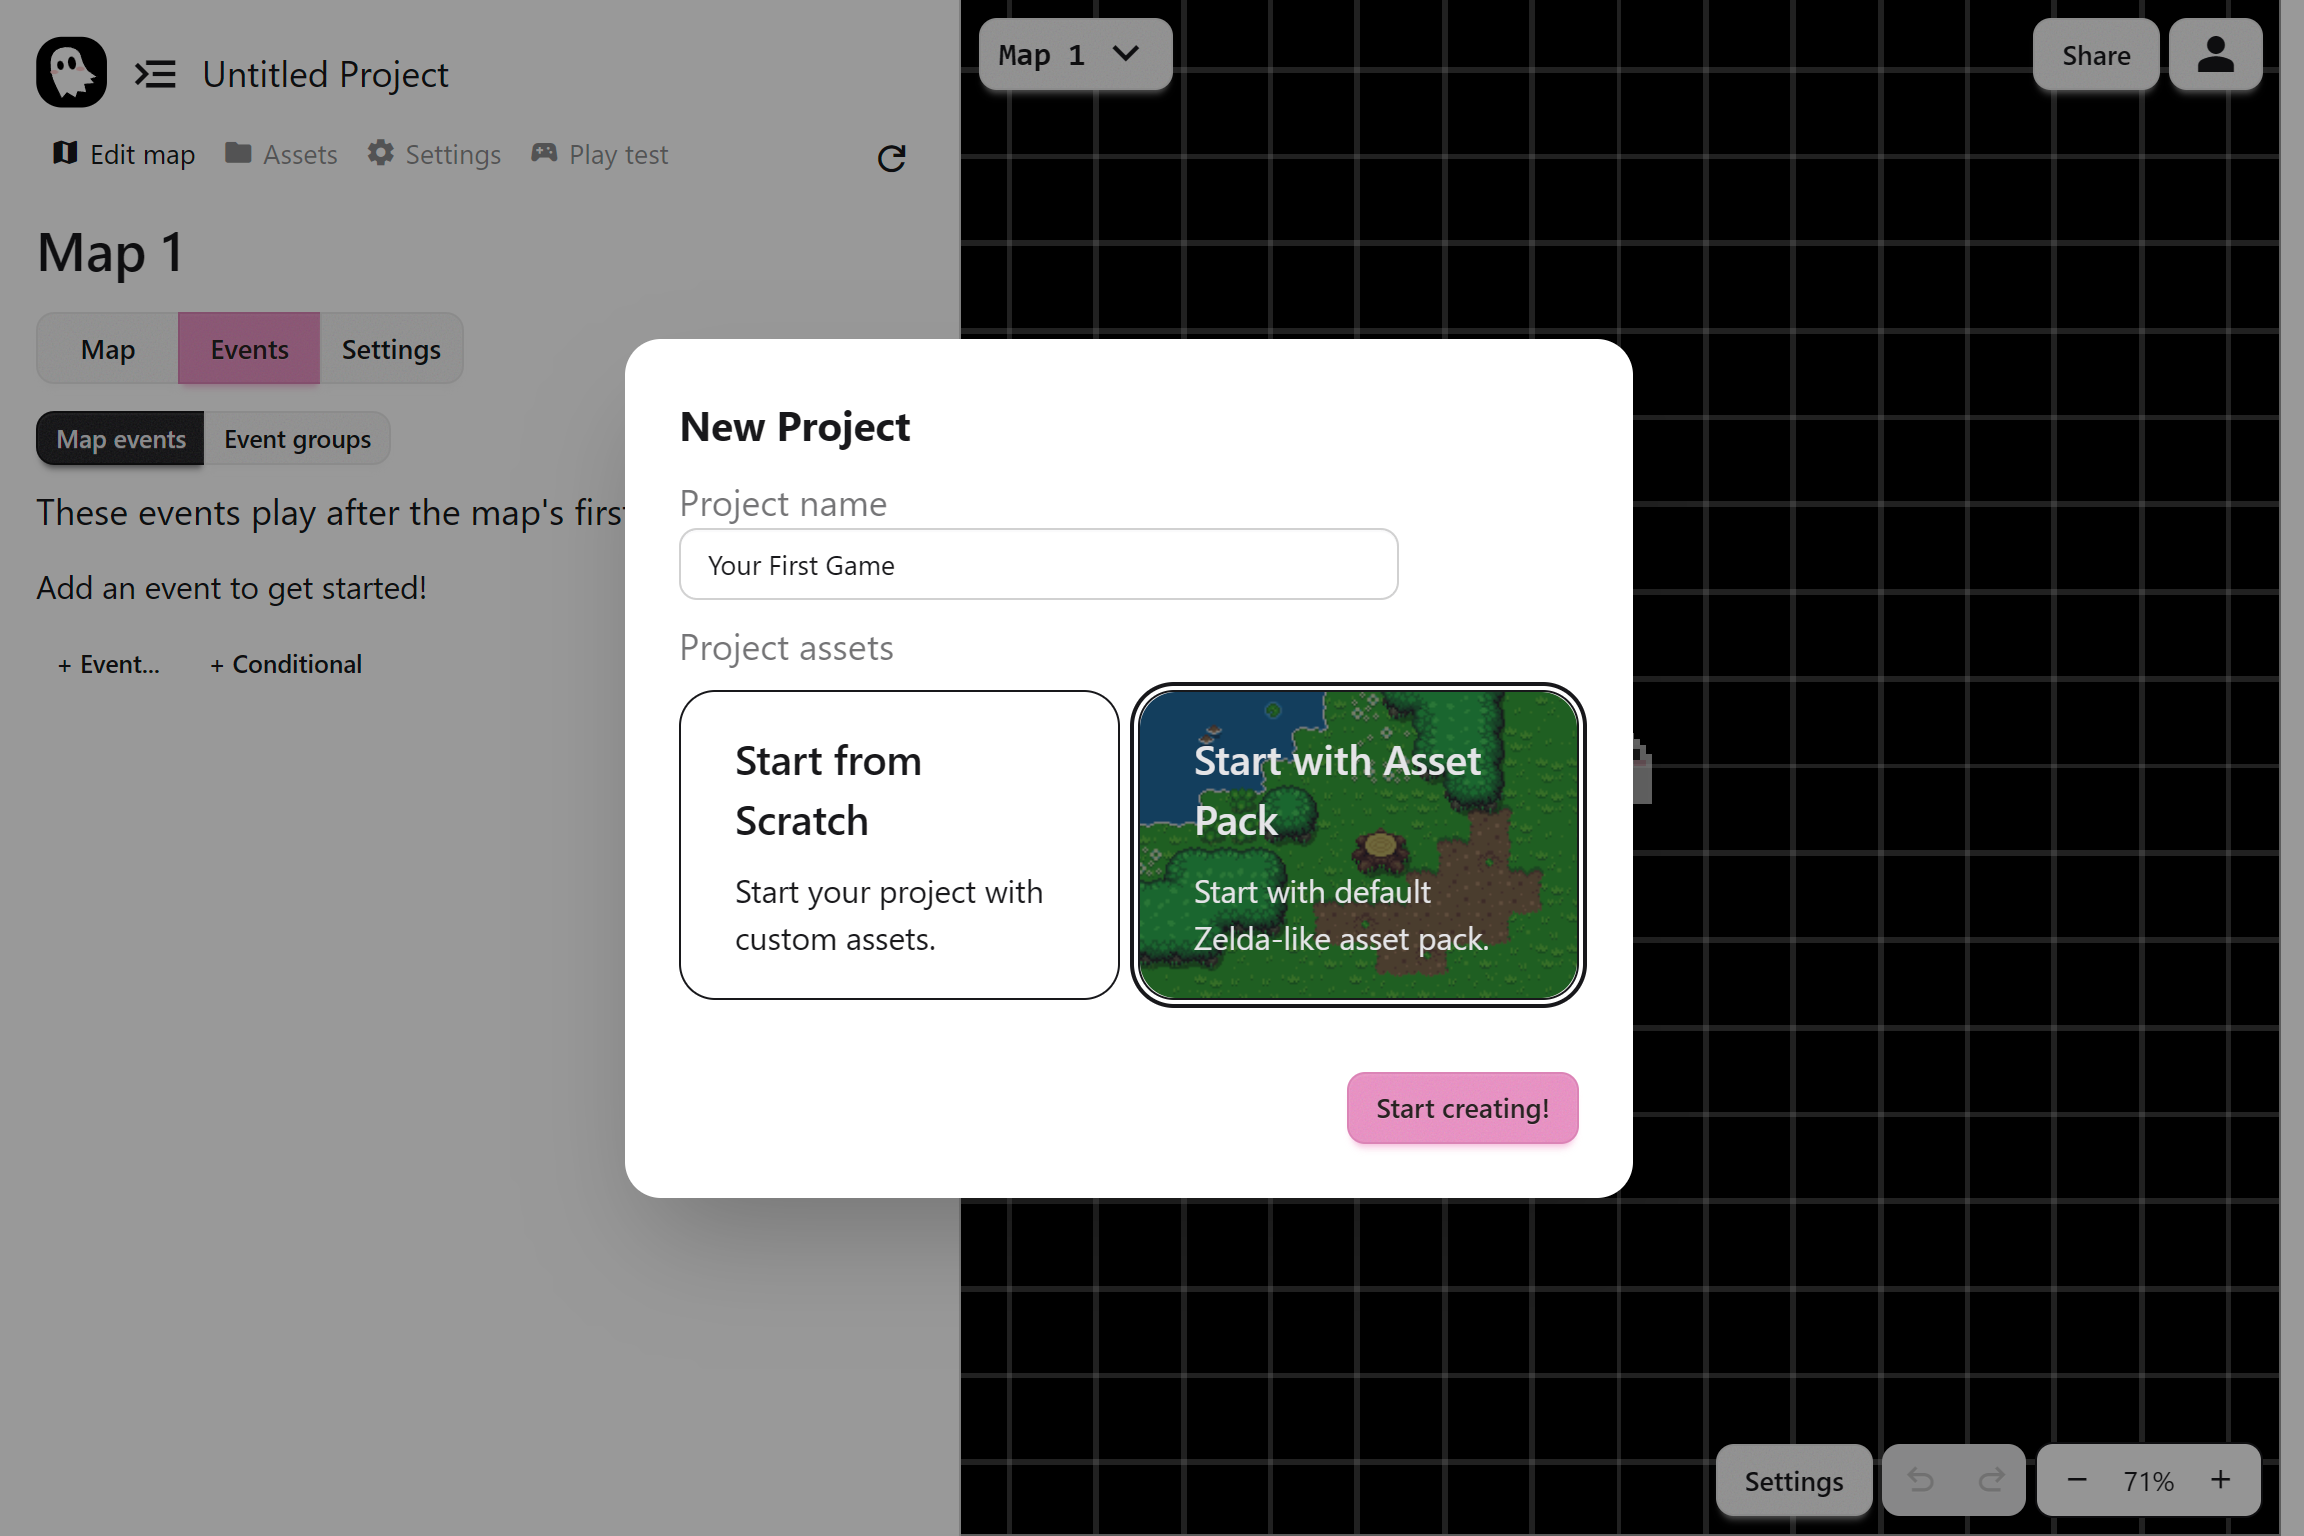 Untitled Project
Edit map Assets Settings Play test
Map 1
Map Events Settings
Map events Event groups
These events play after the map's first
Add an event to get started!
+ Event... + Conditional
Map 1
Share
New Project
Project name
Your First Game
Project assets
Start from
Scratch
Start your project with
custom assets.
Start with Asset
Pack
Start with default
Zelda-like asset pack.
Start creating!
Settings
− 71% +